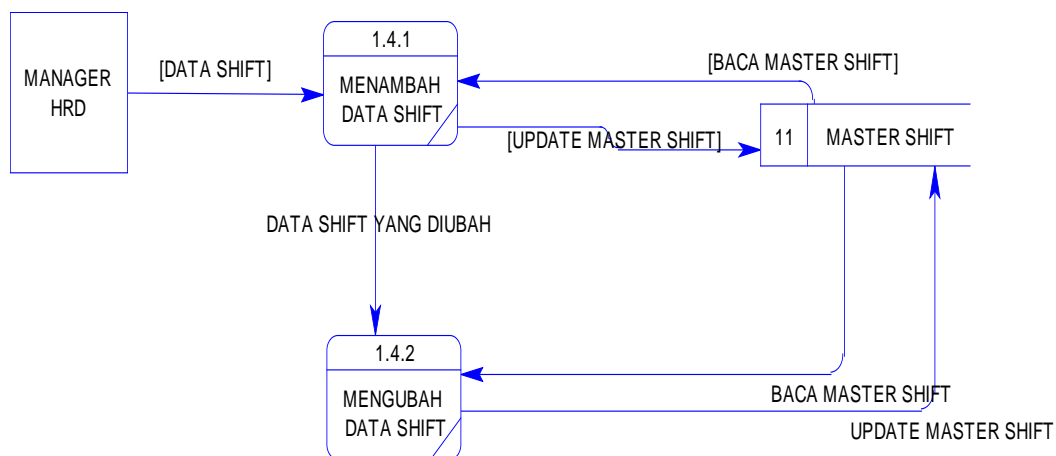 MANAGER
HRD
[DATA SHIFT]
1.4.1
MENAMBAH
DATA SHIFT
[BACA MASTER SHIFT]
[UPDATE MASTER SHIFT]
11
MASTER SHIFT
DATA SHIFT YANG DIUBAH
1.4.2
MENGUBAH
DATA SHIFT
BACA MASTER SHIFT
UPDATE MASTER SHIFT